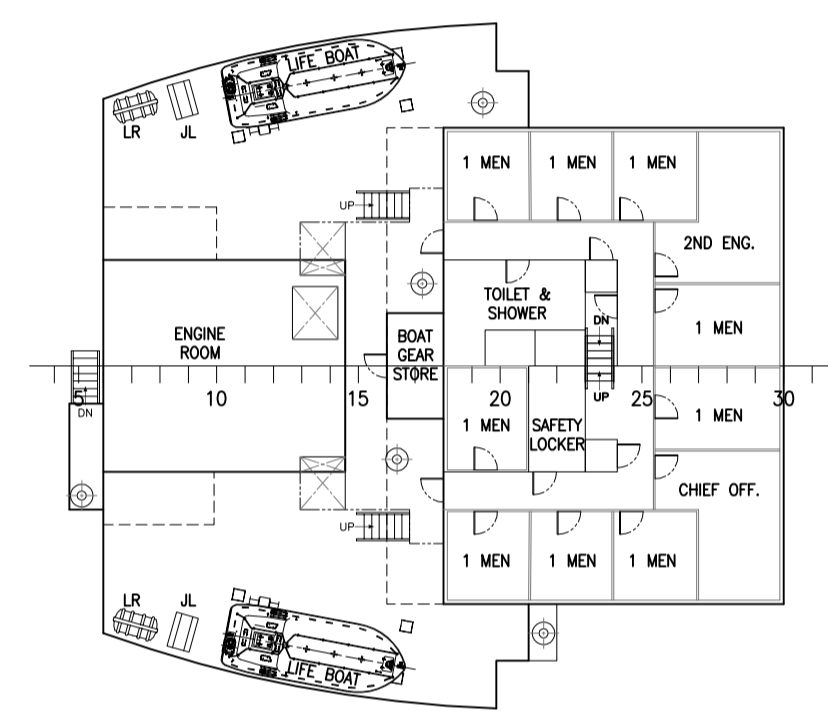 LIFE BOAT
LR
JL
1 MEN
1 MEN
1 MEN
UP
2ND ENG.
TOILET &
SHOWER
DN
1 MEN
ENGINE
ROOM
BOAT
GEAR
STORE
5
10
15
20
25
30
DN
UP
1 MEN
SAFETY
LOCKER
1 MEN
CHIEF OFF.
UP
1 MEN
1 MEN
1 MEN
LR
JL
LIFE BOAT